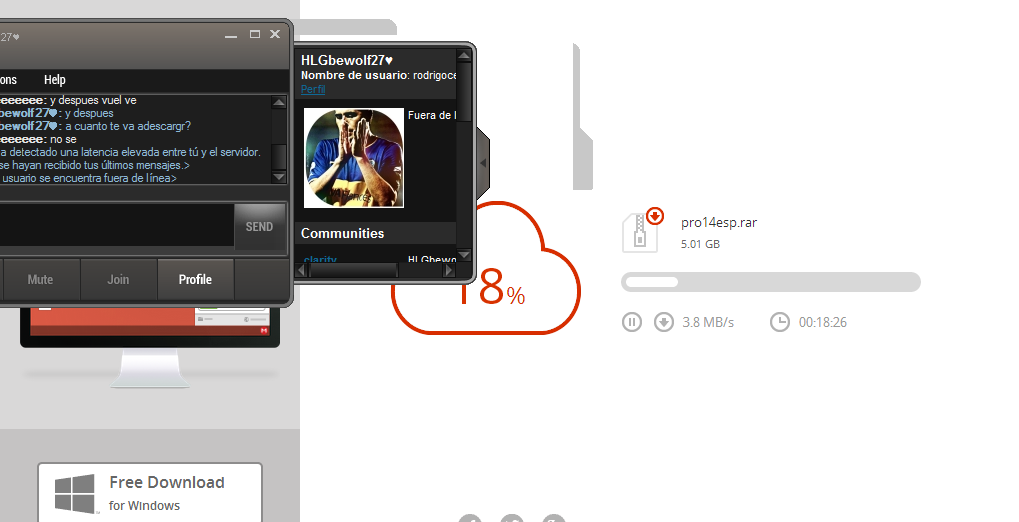 27♥
ons Help
eeeeeee: y despues vuel ve
bewolf27♥: y despues
bewolf27♥: a cuanto te va adescargr?
eeeeeee: no se
a detectado una latencia elevada entre tú y el servidor.
se hayan recibido tus últimos mensajes.>
usuario se encuentra fuera de línea>
SEND
Mute Join Profile
HLGbewolf27♥
Nombre de usuario: rodrigoce
Perfil
Fuera de l
Communities
clarity HLGbewo
18%
pro14esp.rar
5.01 GB
3.8 MB/s 00:18:26
Free Download
for Windows